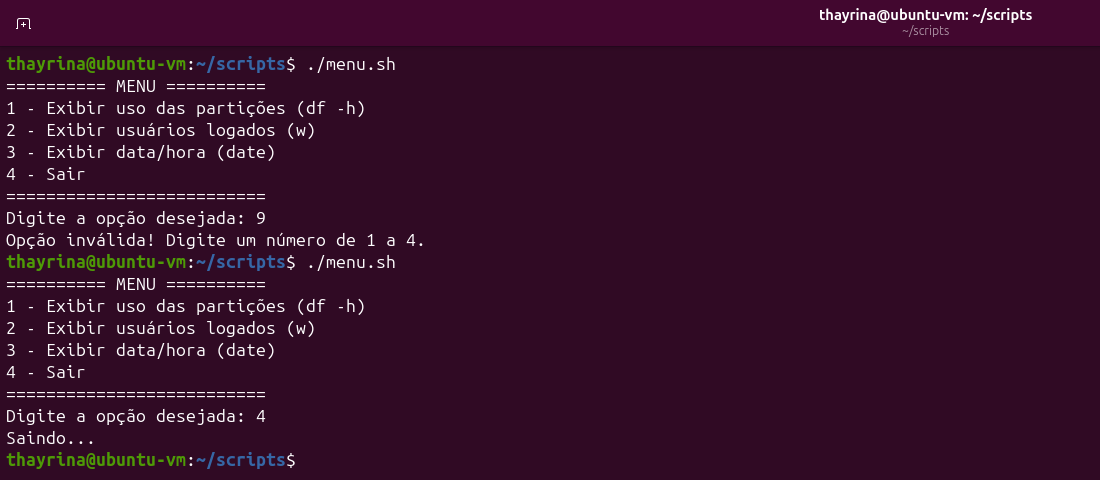 thayrina@ubuntu-vm: ~/scripts
~/scripts
thayrina@ubuntu-vm:~/scripts$ ./menu.sh
========== MENU ==========
1 - Exibir uso das partições (df -h)
2 - Exibir usuários logados (w)
3 - Exibir data/hora (date)
4 - Sair
==========================
Digite a opção desejada: 9
Opção inválida! Digite um número de 1 a 4.
thayrina@ubuntu-vm:~/scripts$ ./menu.sh
========== MENU ==========
1 - Exibir uso das partições (df -h)
2 - Exibir usuários logados (w)
3 - Exibir data/hora (date)
4 - Sair
==========================
Digite a opção desejada: 4
Saindo...
thayrina@ubuntu-vm:~/scripts$